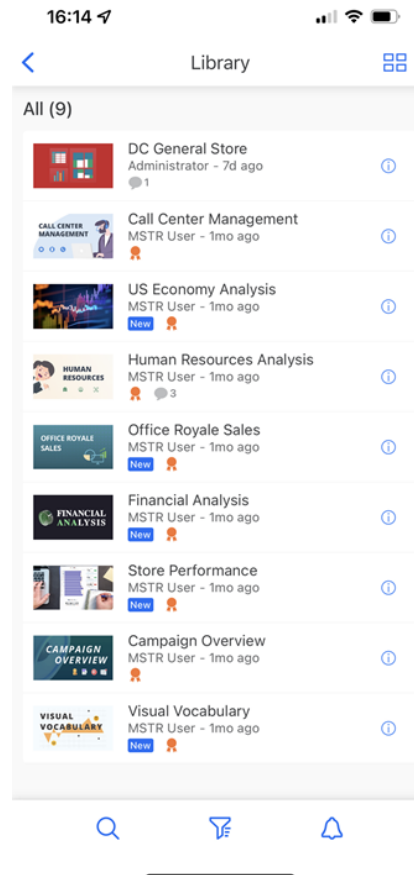 16:14
Library
All (9)
DC General Store
Administrator - 7d ago
1
CALL CENTER
MANAGEMENT
Call Center Management
MSTR User - 1mo ago
US Economy Analysis
MSTR User - 1mo ago
New
HUMAN
RESOURCES
Human Resources Analysis
MSTR User - 1mo ago
3
OFFICE ROYALE
SALES
Office Royale Sales
MSTR User - 1mo ago
New
FINANCIAL
ANALYSIS
Financial Analysis
MSTR User - 1mo ago
New
Store Performance
MSTR User - 1mo ago
New
CAMPAIGN
OVERVIEW
Campaign Overview
MSTR User - 1mo ago
VISUAL
VOCABULARY
Visual Vocabulary
MSTR User - 1mo ago
New